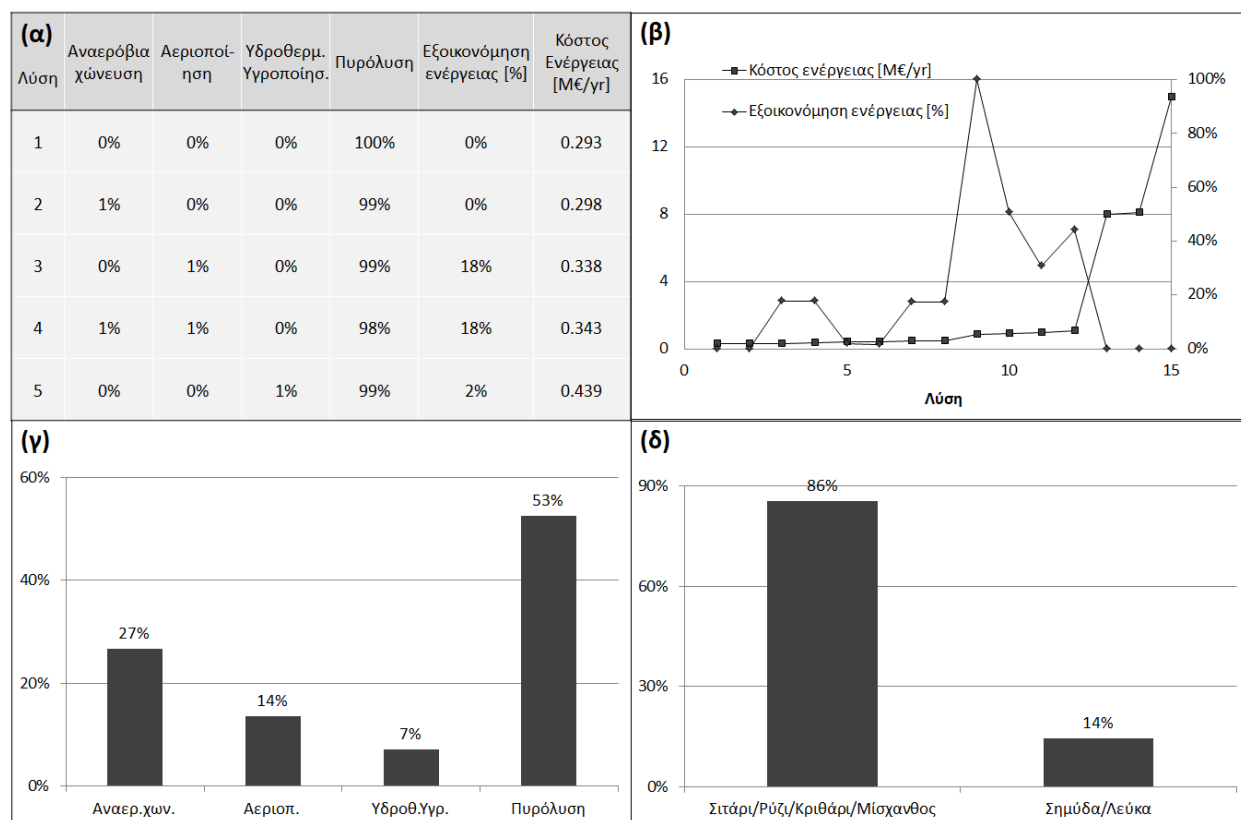 (α)
Λύση
Αναερόβια
χώνευση
Αεριοποί-
ηση
Υδροθερμ.
Υγροποίησ.
Πυρόλυση
Εξοικονόμηση
ενέργειας [%]
Κόστος
Ενέργειας
[M€/yr]
1 0% 0% 0% 100% 0% 0.293
2 1% 0% 0% 99% 0% 0.298
3 0% 1% 0% 99% 18% 0.338
4 1% 1% 0% 98% 18% 0.343
5 0% 0% 1% 99% 2% 0.439
(β)
Κόστος ενέργειας [M€/yr]
Εξοικονόμηση ενέργειας [%]
16
12
8
4
0
100%
80%
60%
40%
20%
0%
0 5 10 15
Λύση
(γ)
60%
40%
20%
0%
27%
14%
7%
53%
Αναερ.χων. Αεριοπ. Υδροθ.Υγρ. Πυρόλυση
(δ)
90%
60%
30%
0%
86%
14%
Σιτάρι/Ρύζι/Κριθάρι/Μίσχανθος Σημύδα/Λεύκα